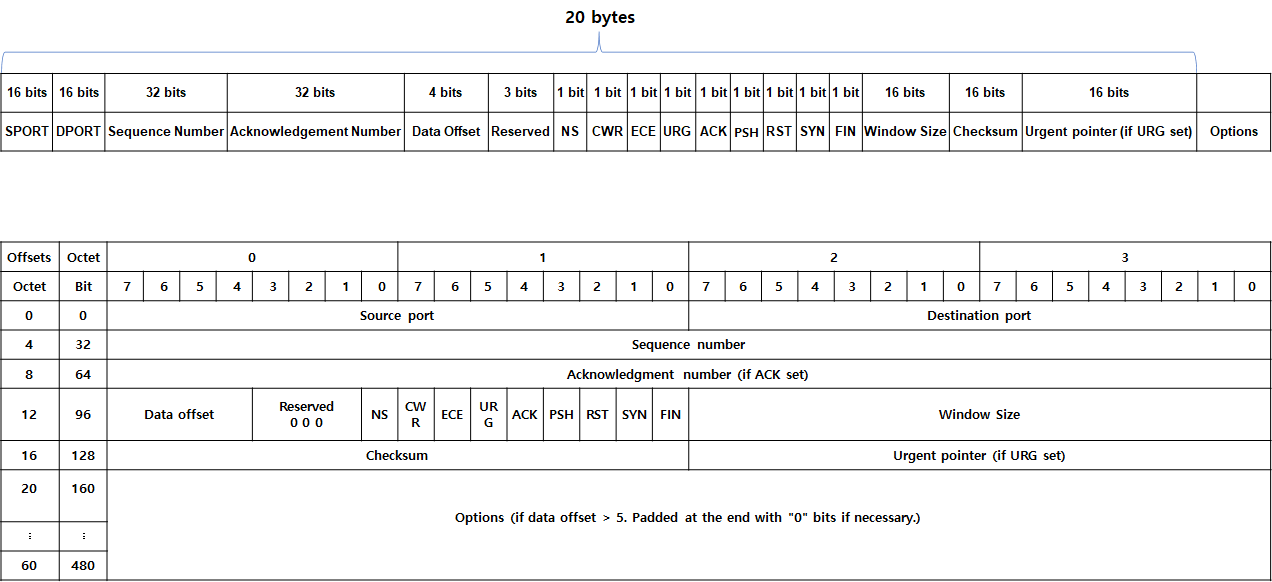 20 bytes
16 bits 16 bits 32 bits 32 bits 4 bits 3 bits 1 bit 1 bit 1 bit 1 bit 1 bit 1 bit 1 bit 1 bit 1 bit 16 bits 16 bits 16 bits
SPORT DPORT Sequence Number Acknowledgement Number Data Offset Reserved NS CWR ECE URG ACK PSH RST SYN FIN Window Size Checksum Urgent pointer (if URG set) Options
Offsets Octet 0 1 2 3
Octet Bit 7 6 5 4 3 2 1 0 7 6 5 4 3 2 1 0 7 6 5 4 3 2 1 0 7 6 5 4 3 2 1 0
0 0 Source port Destination port
4 32 Sequence number
8 64 Acknowledgment number (if ACK set)
12 96 Data offset Reserved
0 0 0 NS CW
R ECE UR
G ACK PSH RST SYN FIN Window Size
16 128 Checksum Urgent pointer (if URG set)
20 160
Options (if data offset > 5. Padded at the end with "0" bits if necessary.)
⋮ ⋮
60 480